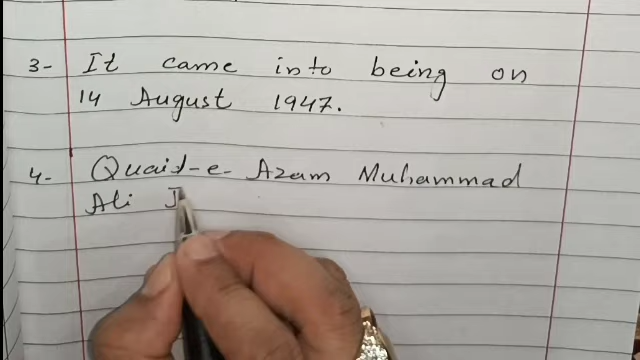 3- It came into being on
14 August 1947.
4- Quaid-e-Azam Muhammad
Ali J